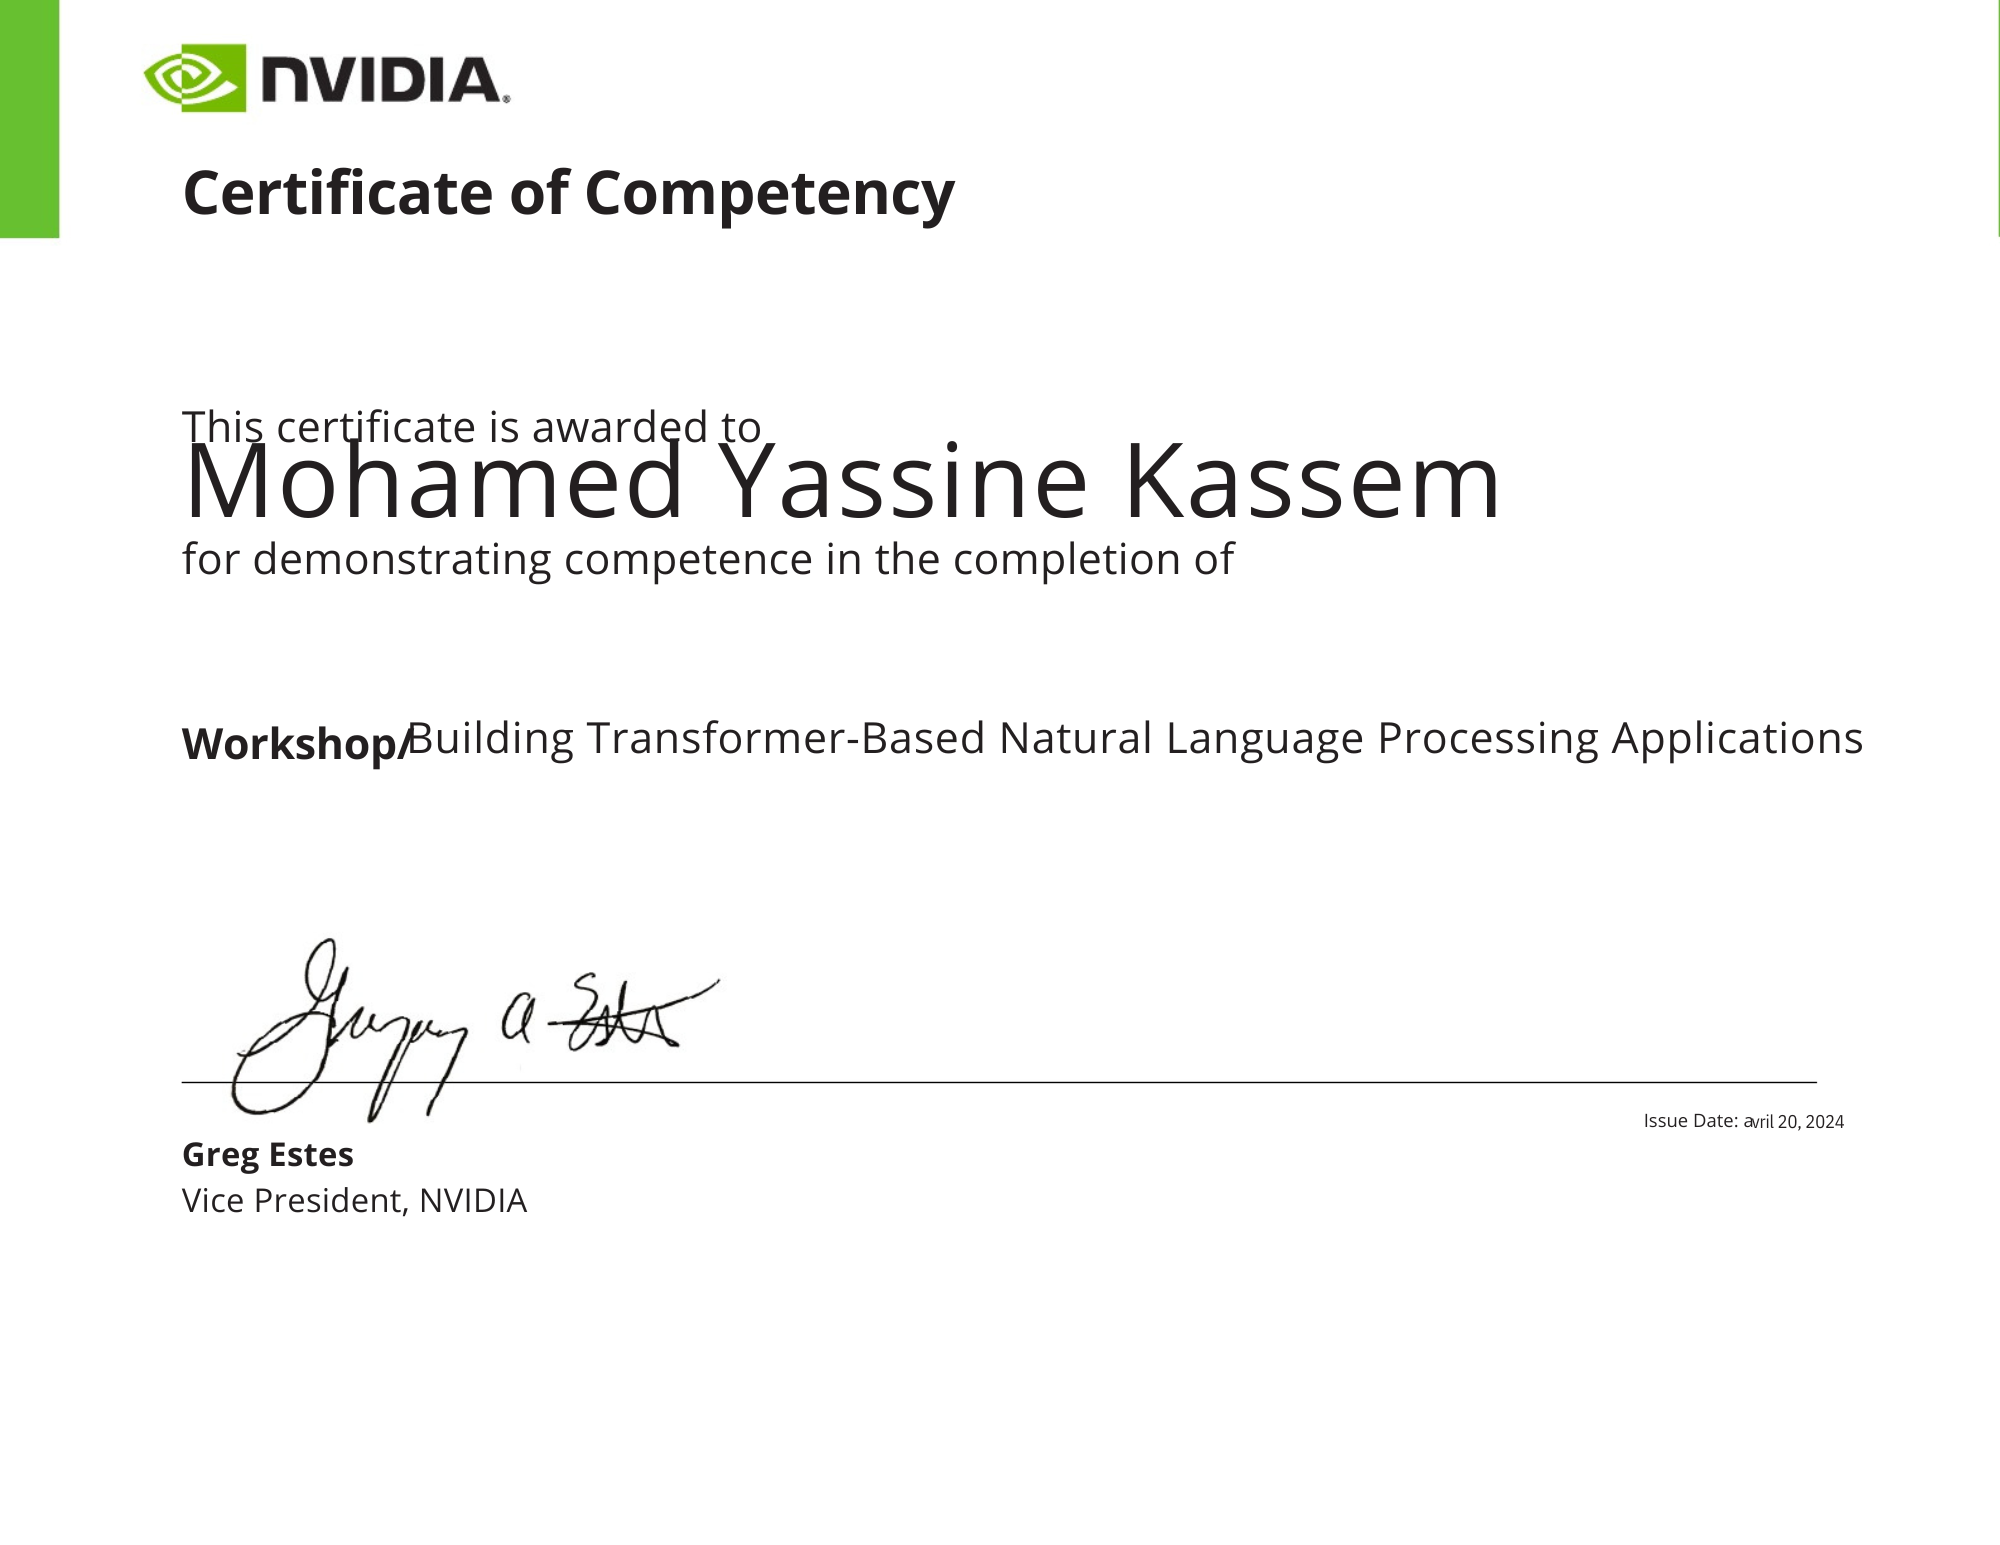 NVIDIA
Certificate of Competency
This certificate is awarded to
Mohamed Yassine Kassem
for demonstrating competence in the completion of
Workshop/Building Transformer-Based Natural Language Processing Applications
Gregory A Estes
Issue Date: avril 20, 2024
Greg Estes
Vice President, NVIDIA